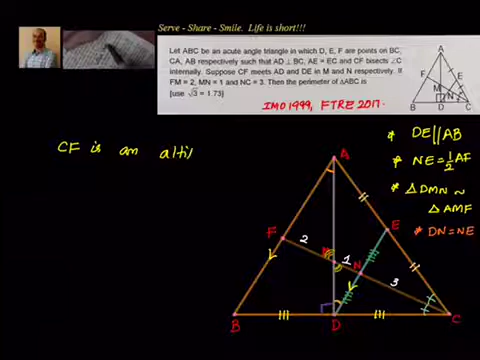 Serve - Share - Smile. Life is short!!!
Let ABC be an acute angle triangle in which D, E, F are points on BC,
CA, AB respectively such that AD ⊥ BC, AE = EC and CF bisects ∠C
internally. Suppose CF meets AD and DE in M and N respectively. If
FM = 2, MN = 1 and NC = 3. Then the perimeter of ΔABC is
[use √3 = 1.73]
IMO 1999, FTRE 2017.
A
F
E
M
N
B
D
C
CF is an alti
* DE||AB
* NE = 1/2 AF
* ΔDMN ~
ΔAMF
* DN = NE
A
E
F
2
M
1
N
3
B
D
C